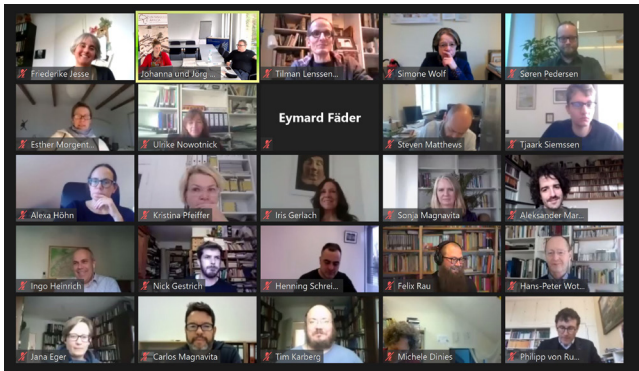 Friederike Jesse
Johanna und Jörg ...
Tilman Lenssen...
Simone Wolf
Søren Pedersen
Esther Morgent...
Ulrike Nowotnick
Eymard Fäder
Steven Matthews
Tjaark Siemssen
Alexa Höhn
Kristina Pfeiffer
Iris Gerlach
Sonja Magnavita
Aleksander Mar...
Ingo Heinrich
Nick Gestrich
Henning Schrei...
Felix Rau
Hans-Peter Wot...
Jana Eger
Carlos Magnavita
Tim Karberg
Michele Dinies
Philipp von Ru...